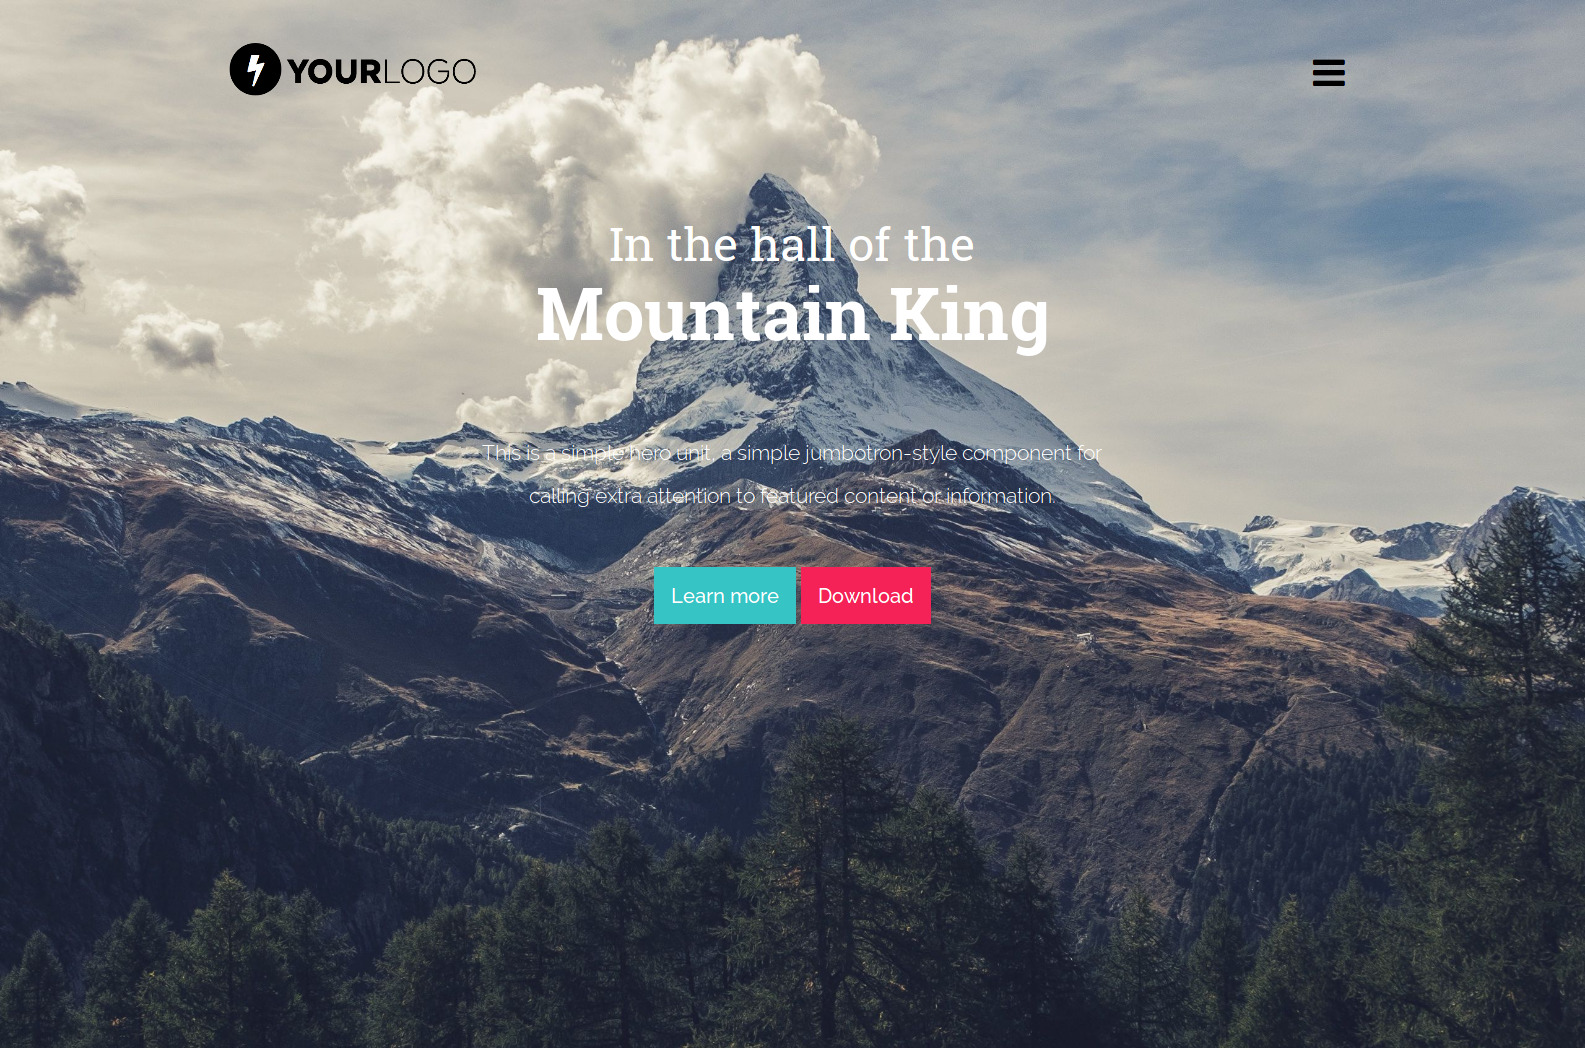 YOURLOGO
In the hall of the
Mountain King
This is a simple hero unit, a simple jumbotron-style component for
calling extra attention to featured content or information.
Learn more
Download